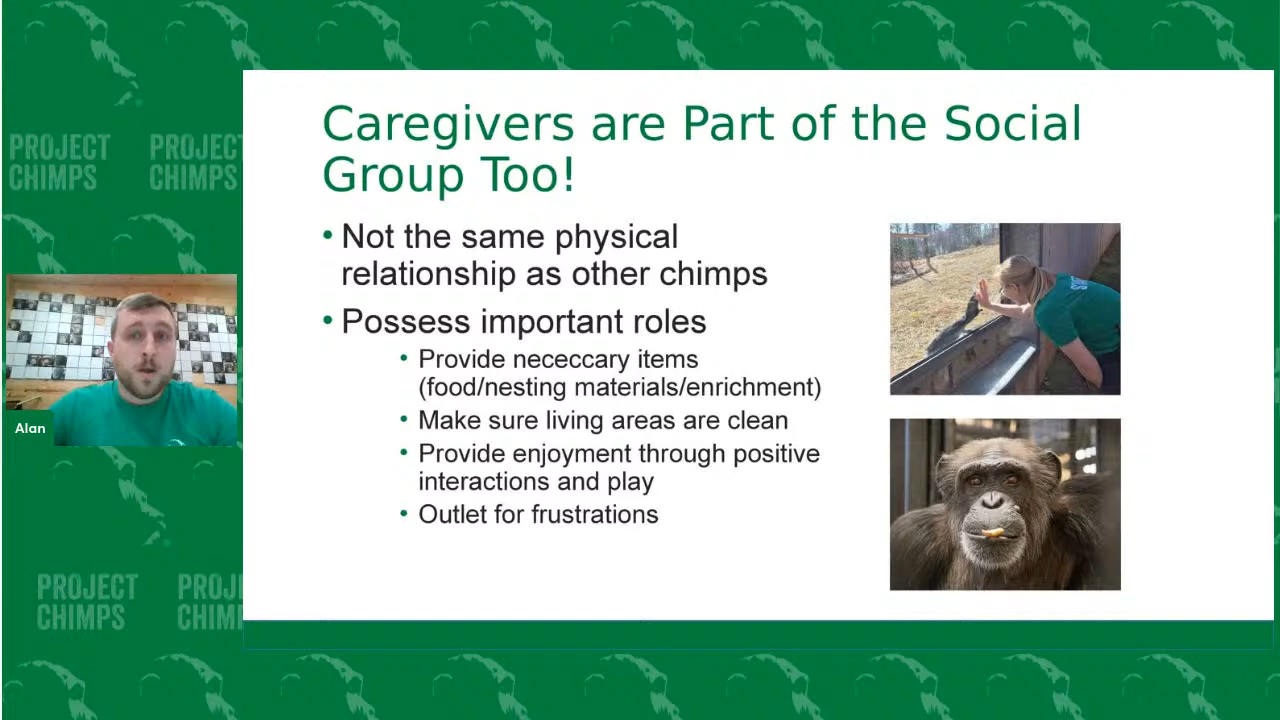 Caregivers are Part of the Social
Group Too!
• Not the same physical
relationship as other chimps
• Possess important roles
• Provide nececcary items
(food/nesting materials/enrichment)
• Make sure living areas are clean
• Provide enjoyment through positive
interactions and play
• Outlet for frustrations
PROJECT
CHIMPS
PROJECT
CHIMPS
Alan
PROJECT
CHIMPS
PROJ
CHIM